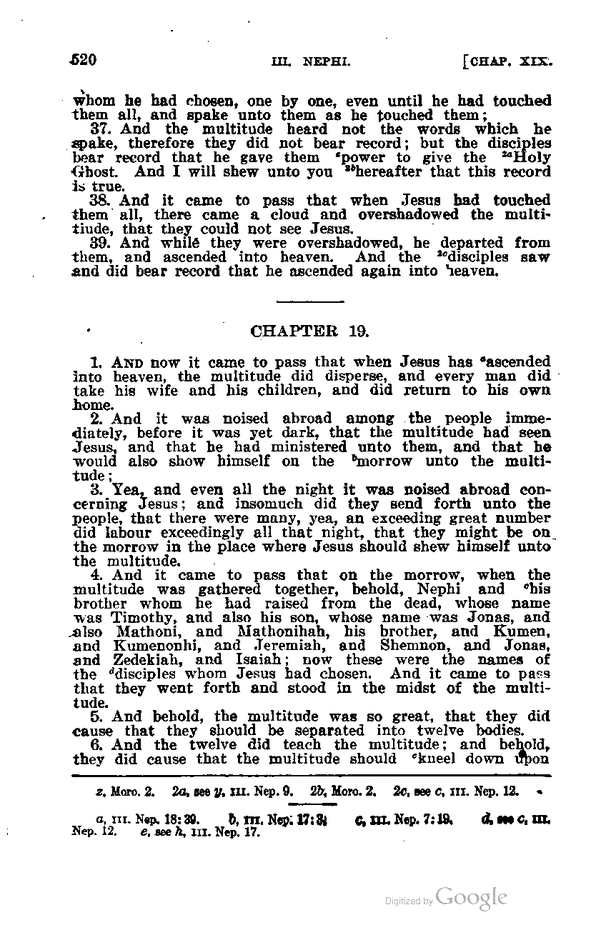 520 III. NEPHI. [CHAP. XIX.
whom he had chosen, one by one, even until he had touched
them all, and spake unto them as he touched them;
37. And the multitude heard not the words which he
spake, therefore they did not bear record; but the disciples
bear record that he gave them ᶻpower to give the ²ᵃHoly
Ghost. And I will shew unto you ²ᵇhereafter that this record
is true.
38. And it came to pass that when Jesus had touched
them all, there came a cloud and overshadowed the multi-
tiude, that they could not see Jesus.
39. And while they were overshadowed, he departed from
them, and ascended into heaven. And the ²ᶜdisciples saw
and did bear record that he ascended again into heaven.
CHAPTER 19.
1. AND now it came to pass that when Jesus has ᵃascended
into heaven, the multitude did disperse, and every man did
take his wife and his children, and did return to his own
home.
2. And it was noised abroad among the people imme-
diately, before it was yet dark, that the multitude had seen
Jesus, and that he had ministered unto them, and that he
would also show himself on the ᵇmorrow unto the multi-
tude;
3. Yea, and even all the night it was noised abroad con-
cerning Jesus; and insomuch did they send forth unto the
people, that there were many, yea, an exceeding great number
did labour exceedingly all that night, that they might be on
the morrow in the place where Jesus should shew himself unto
the multitude.
4. And it came to pass that on the morrow, when the
multitude was gathered together, behold, Nephi and ᶜhis
brother whom he had raised from the dead, whose name
was Timothy, and also his son, whose name was Jonas, and
also Mathoni, and Mathonihah, his brother, and Kumen,
and Kumenonhi, and Jeremiah, and Shemnon, and Jonas,
and Zedekiah, and Isaiah; now these were the names of
the ᵈdisciples whom Jesus had chosen. And it came to pass
that they went forth and stood in the midst of the multi-
tude.
5. And behold, the multitude was so great, that they did
cause that they should be separated into twelve bodies.
6. And the twelve did teach the multitude; and behold,
they did cause that the multitude should ᵉkneel down upon
z, Moro. 2. 2a, see y, III. Nep. 9. 2b, Moro. 2. 2c, see c, III. Nep. 12.
a, III. Nep. 18:39. b, III. Nep. 17:3. c, III. Nep. 7:19. d, see c, III.
Nep. 12. e, see h, III. Nep. 17.
Digitized by Google